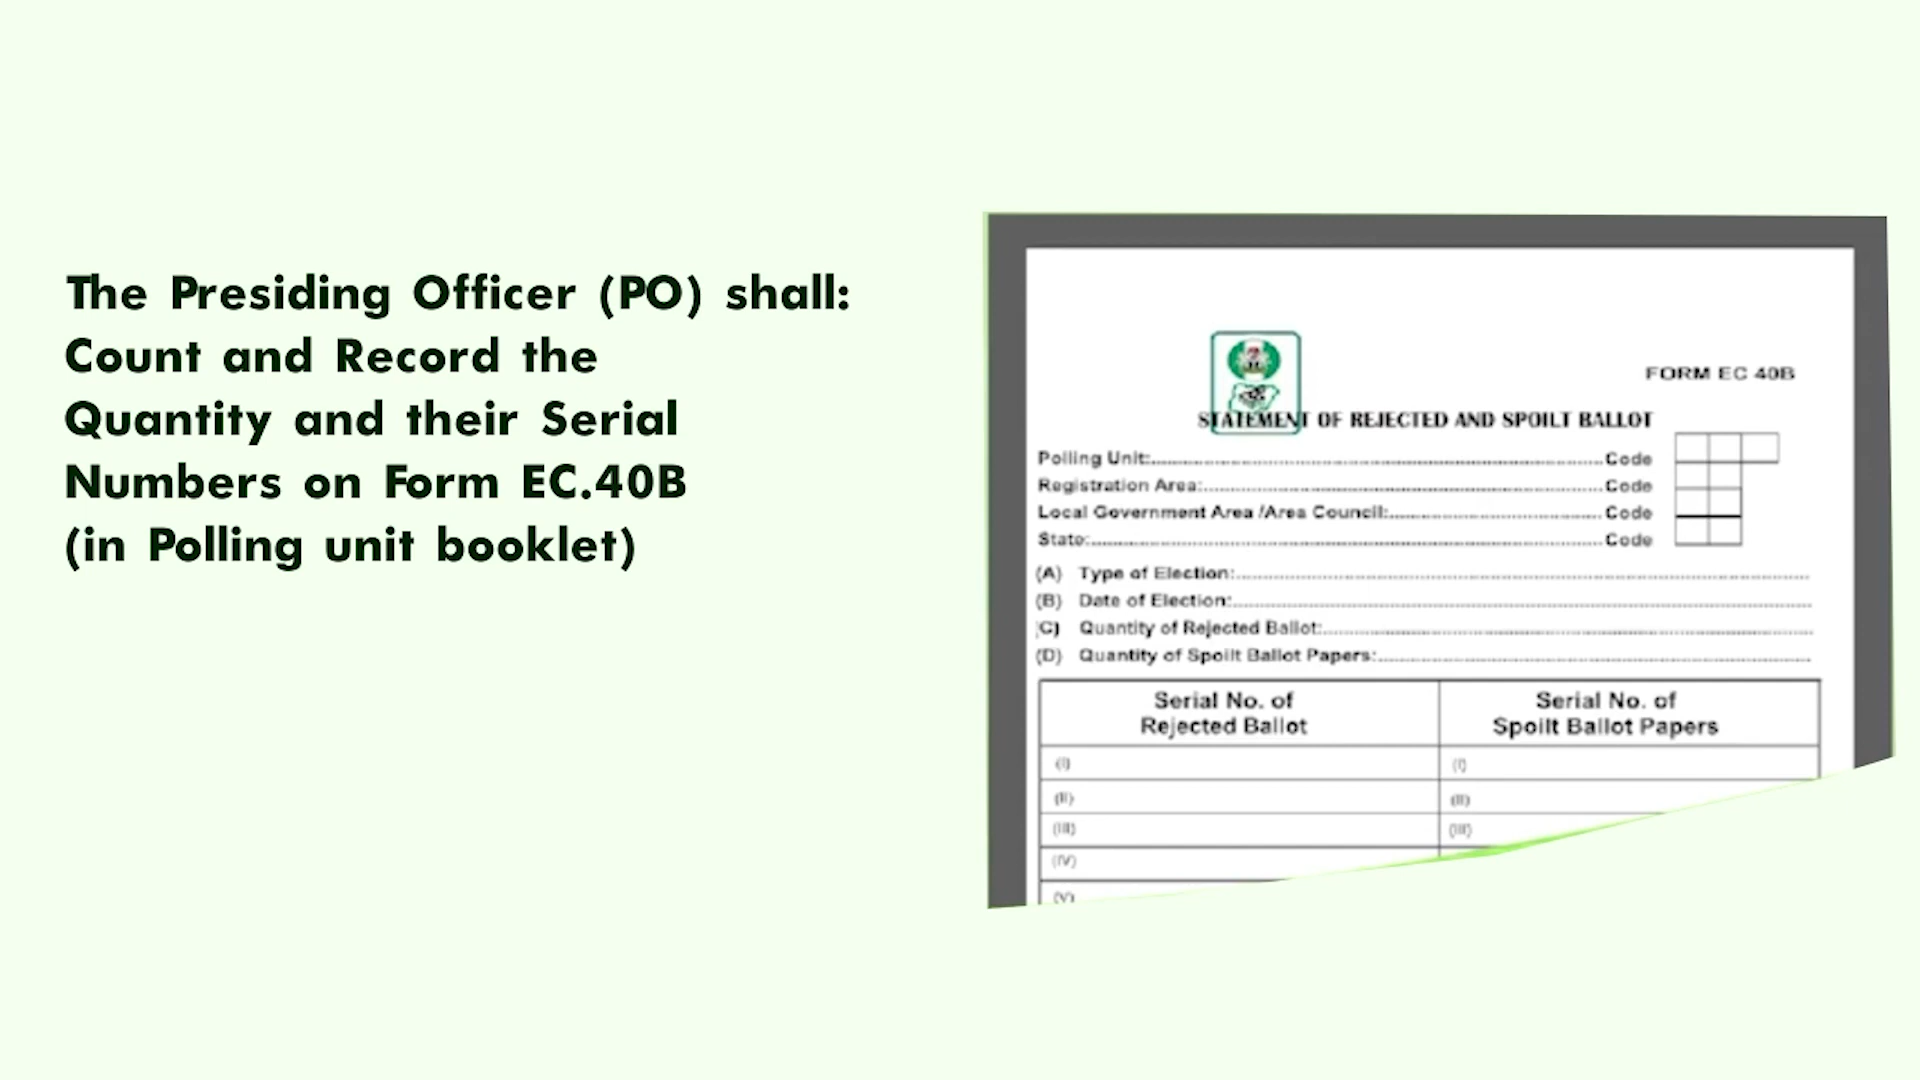 The Presiding Officer (PO) shall:
Count and Record the
Quantity and their Serial
Numbers on Form EC.40B
(in Polling unit booklet)
FORM EC 40B
STATEMENT OF REJECTED AND SPOILT BALLOT
Polling Unit:..........Code
Registration Area:..........Code
Local Government Area /Area Council:..........Code
State:..........Code
(A) Type of Election:..........
(B) Date of Election:..........
(C) Quantity of Rejected Ballot:..........
(D) Quantity of Spoilt Ballot Papers:..........
Serial No. of
Rejected Ballot
Serial No. of
Spoilt Ballot Papers
(I) (I)
(II) (II)
(III) (III)
(IV)
(V)